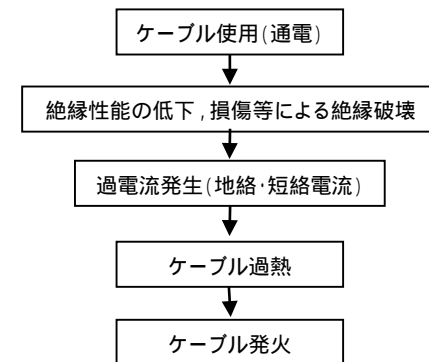 ケーブル使用(通電)
絶縁性能の低下,損傷等による絶縁破壊
過電流発生(地絡・短絡電流)
ケーブル過熱
ケーブル発火